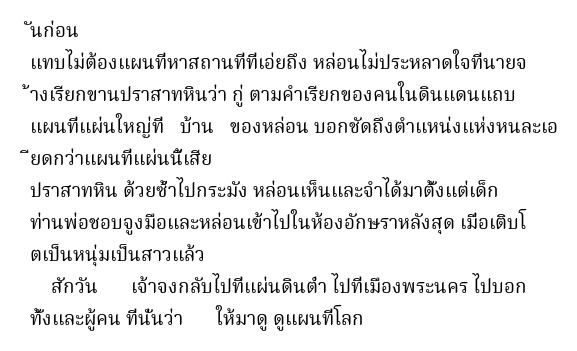 ันก่อน
แทบไม่ต้องแผนที่หาสถานที่ที่เอ่ยถึง หล่อนไม่ประหลาดใจที่นายจ
้างเรียกขานปราสาทหินว่า กู่ ตามคำเรียกของคนในดินแดนแถบ
แผนที่แผ่นใหญ่ที่ บ้าน ของหล่อน บอกชัดถึงตำแหน่งแห่งหนละเอ
ียดกว่าแผนที่แผ่นนี้เสีย
ปราสาทหิน ด้วยซ้ำไปกระมัง หล่อนเห็นและจำได้มาตั้งแต่เด็ก
ท่านพ่อชอบจูงมือและหล่อนเข้าไปในห้องอักษราหลังสุด เมื่อเติบโ
ตเป็นหนุ่มเป็นสาวแล้ว
สักวัน เจ้าจงกลับไปที่แผ่นดินต่ำ ไปที่เมืองพระนคร ไปบอก
ทั้งและผู้คน ที่นั่นว่า ให้มาดู ดูแผนที่โลก